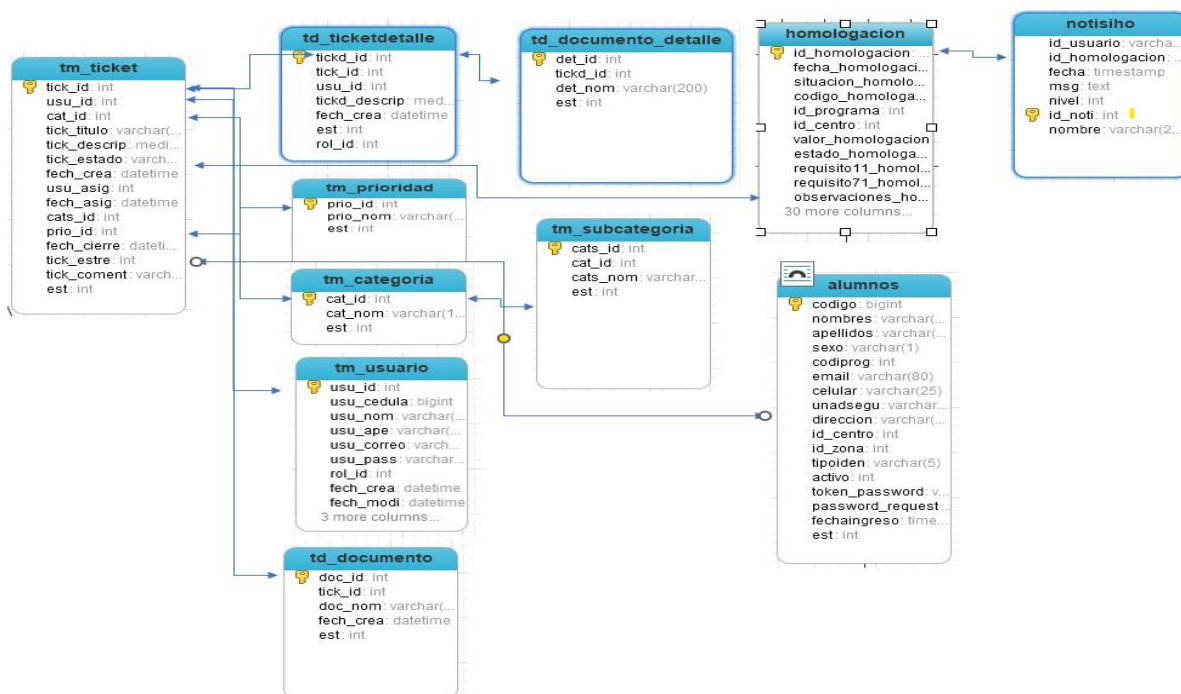 tm_ticket
tick_id: int
usu_id: int
cat_id: int
tick_titulo: varchar(...
tick_descrip: medi...
tick_estado: varch...
fech_crea: datetime
usu_asig: int
fech_asig: datetime
cats_id: int
prio_id: int
fech_cierre: dateti...
tick_estre: int
tick_coment: varch...
est: int
td_ticketdetalle
tickd_id: int
tick_id: int
usu_id: int
tickd_descrip: med...
fech_crea: datetime
est: int
rol_id: int
td_documento_detalle
det_id: int
tickd_id: int
det_nom: varchar(200)
est: int
homologacion
id_homologacion: ...
fecha_homologaci...
situacion_homolo...
codigo_homologa...
id_programa: int
id_centro: int
valor_homologacion
estado_homologa...
requisito11_homol...
requisito71_homol...
observaciones_ho...
30 more columns...
notisiho
id_usuario: varcha...
id_homologacion: ...
fecha: timestamp
msg: text
nivel: int
id_noti: int
nombre: varchar(2...
tm_prioridad
prio_id: int
prio_nom: varchar(...
est: int
tm_subcategoria
cats_id: int
cat_id: int
cats_nom: varchar...
est: int
tm_categoria
cat_id: int
cat_nom: varchar(1...
est: int
alumnos
codigo: bigint
nombres: varchar(...
apellidos: varchar(...
sexo: varchar(1)
codiprog: int
email: varchar(80)
celular: varchar(25)
unadsegu: varchar...
direccion: varchar(...
id_centro: int
id_zona: int
tipoiden: varchar(5)
activo: int
token_password: v...
password_request
fechaingreso: time...
est: int
tm_usuario
usu_id: int
usu_cedula: bigint
usu_nom: varchar(...
usu_ape: varchar(...
usu_correo: varch...
usu_pass: varchar...
rol_id: int
fech_crea: datetime
fech_modi: datetime
3 more columns...
td_documento
doc_id: int
tick_id: int
doc_nom: varchar(...
fech_crea: datetime
est: int